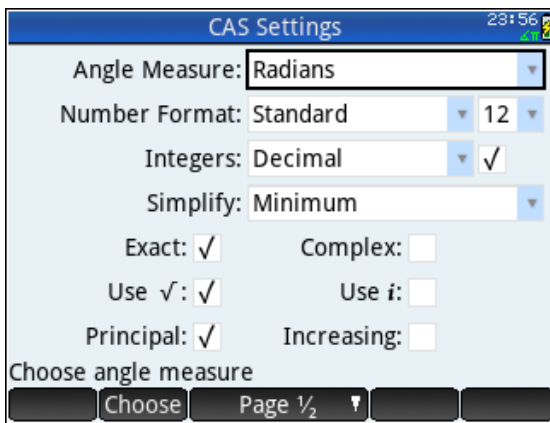 CAS Settings 23:56
∡π
Angle Measure: Radians
Number Format: Standard 12
Integers: Decimal √
Simplify: Minimum
Exact: √ Complex:
Use √: √ Use i:
Principal: √ Increasing:
Choose angle measure
Choose Page ½